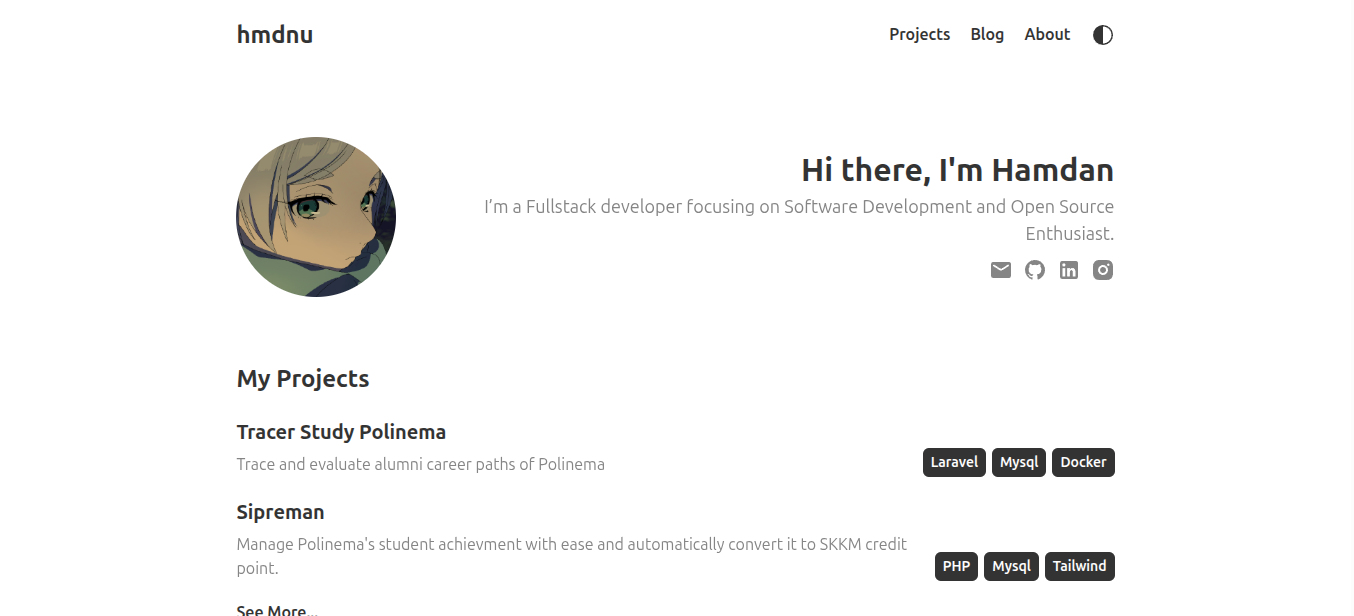 hmdnu
Projects Blog About
Hi there, I'm Hamdan
I'm a Fullstack developer focusing on Software Development and Open Source
Enthusiast.
My Projects
Tracer Study Polinema
Trace and evaluate alumni career paths of Polinema
Laravel Mysql Docker
Sipreman
Manage Polinema's student achievment with ease and automatically convert it to SKKM credit
point.
PHP Mysql Tailwind
See More...